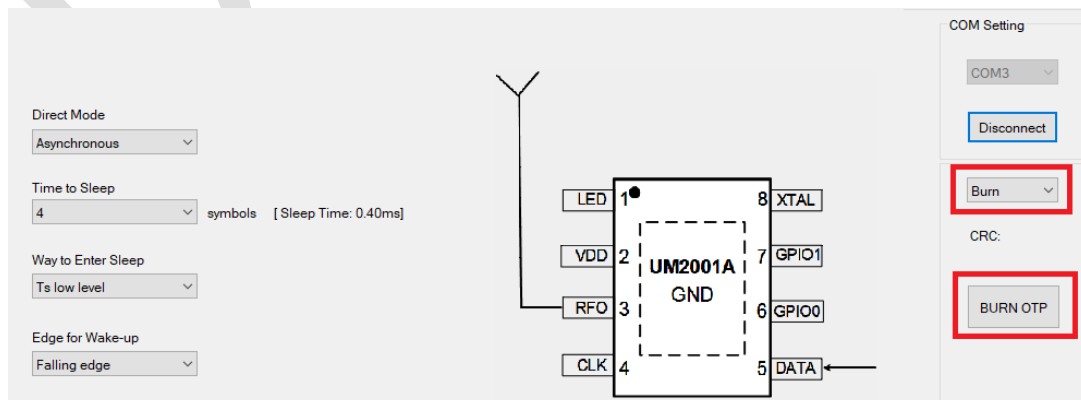 COM Setting
COM3
Disconnect
Direct Mode
Asynchronous
Time to Sleep
4 symbols [ Sleep Time: 0.40ms]
Way to Enter Sleep
Ts low level
Edge for Wake-up
Falling edge
LED 1 8 XTAL
VDD 2 7 GPIO1
UM2001A
GND
RFO 3 6 GPIO0
CLK 4 5 DATA
Burn
CRC:
BURN OTP